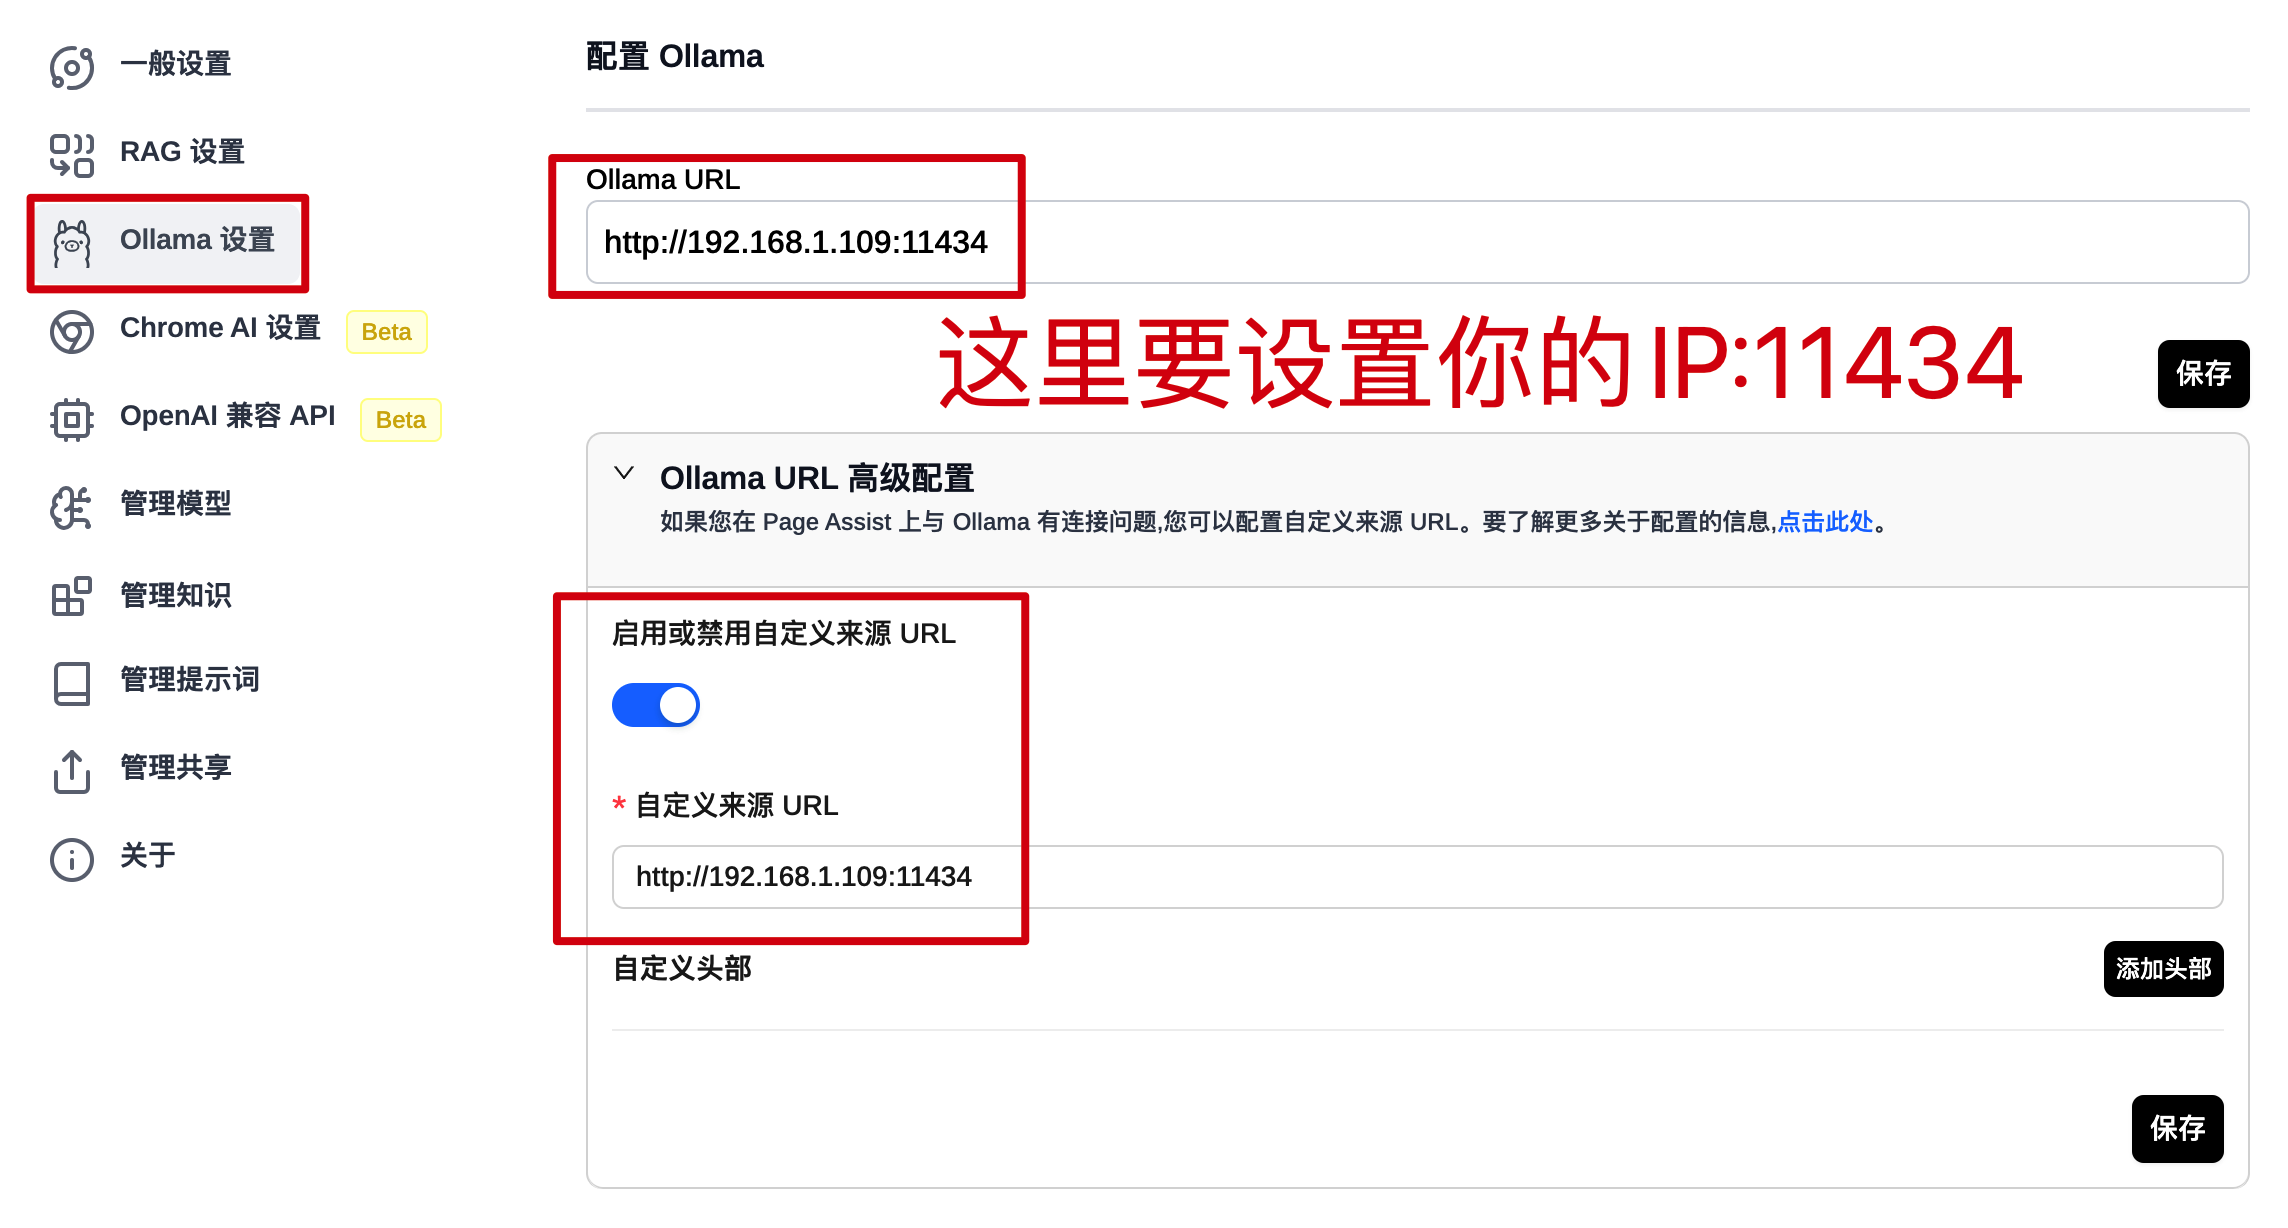 一般设置
RAG 设置
Ollama 设置
Chrome AI 设置 Beta
OpenAI 兼容 API Beta
管理模型
管理知识
管理提示词
管理共享
关于
配置 Ollama
Ollama URL
http://192.168.1.109:11434
这里要设置你的IP:11434
保存
Ollama URL 高级配置
如果您在 Page Assist 上与 Ollama 有连接问题,您可以配置自定义来源 URL。要了解更多关于配置的信息,点击此处。
启用或禁用自定义来源 URL
* 自定义来源 URL
http://192.168.1.109:11434
自定义头部
添加头部
保存